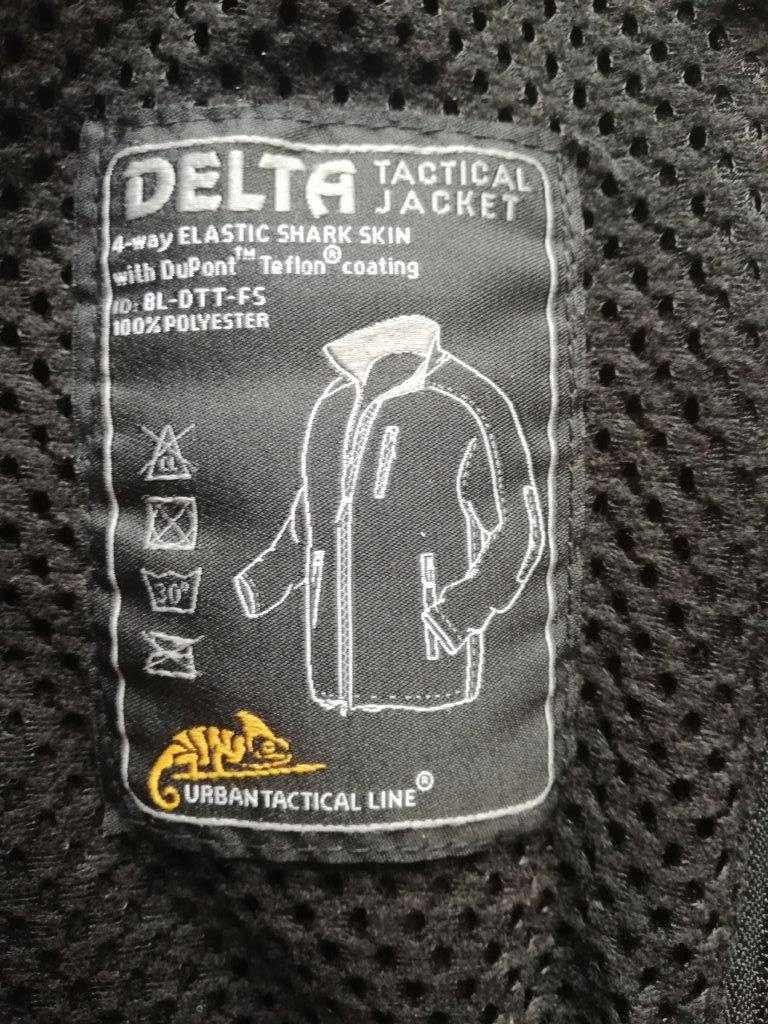 DELTA TACTICAL JACKET
4-way ELASTIC SHARK SKIN
with DuPont™ Teflon® coating
ID: BL-DTT-FS
100% POLYESTER
cl
30°
URBAN TACTICAL LINE®